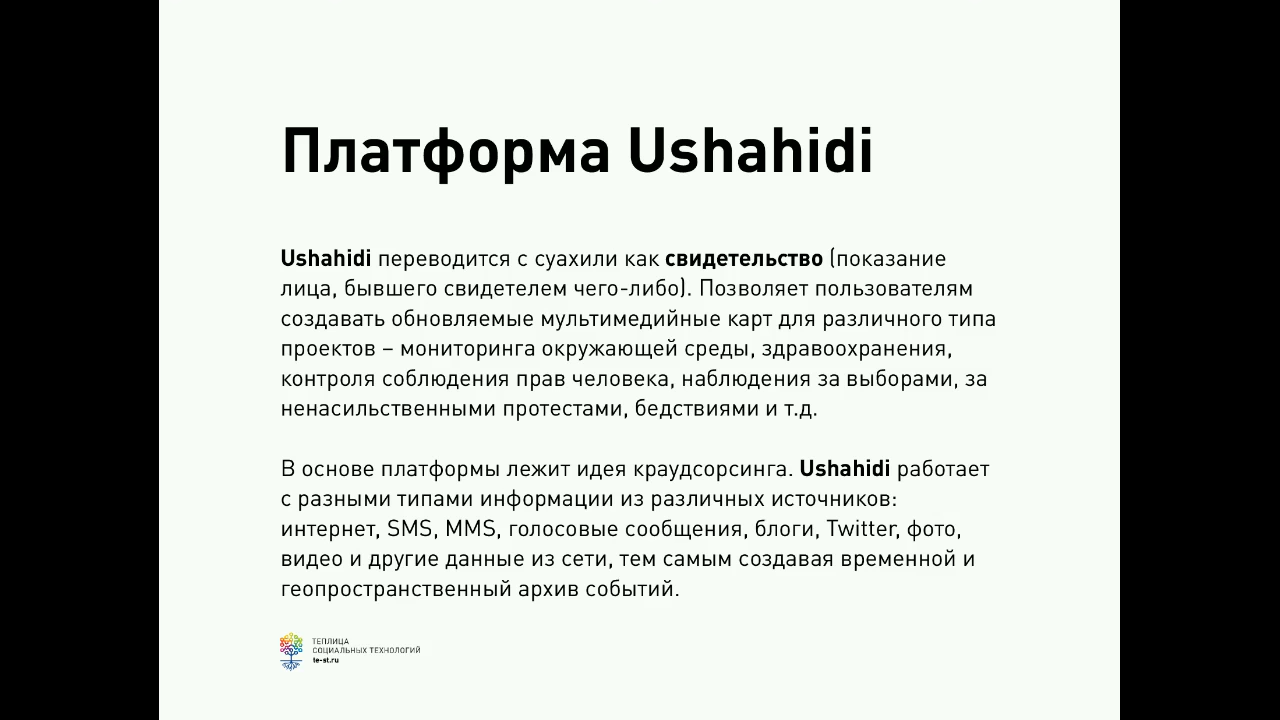 Платформа Ushahidi
Ushahidi переводится с суахили как свидетельство (показание
лица, бывшего свидетелем чего-либо). Позволяет пользователям
создавать обновляемые мультимедийные карт для различного типа
проектов – мониторинга окружающей среды, здравоохранения,
контроля соблюдения прав человека, наблюдения за выборами, за
ненасильственными протестами, бедствиями и т.д.
В основе платформы лежит идея краудсорсинга. Ushahidi работает
с разными типами информации из различных источников:
интернет, SMS, MMS, голосовые сообщения, блоги, Twitter, фото,
видео и другие данные из сети, тем самым создавая временной и
геопространственный архив событий.
ТЕПЛИЦА
СОЦИАЛЬНЫХ ТЕХНОЛОГИЙ
te-st.ru